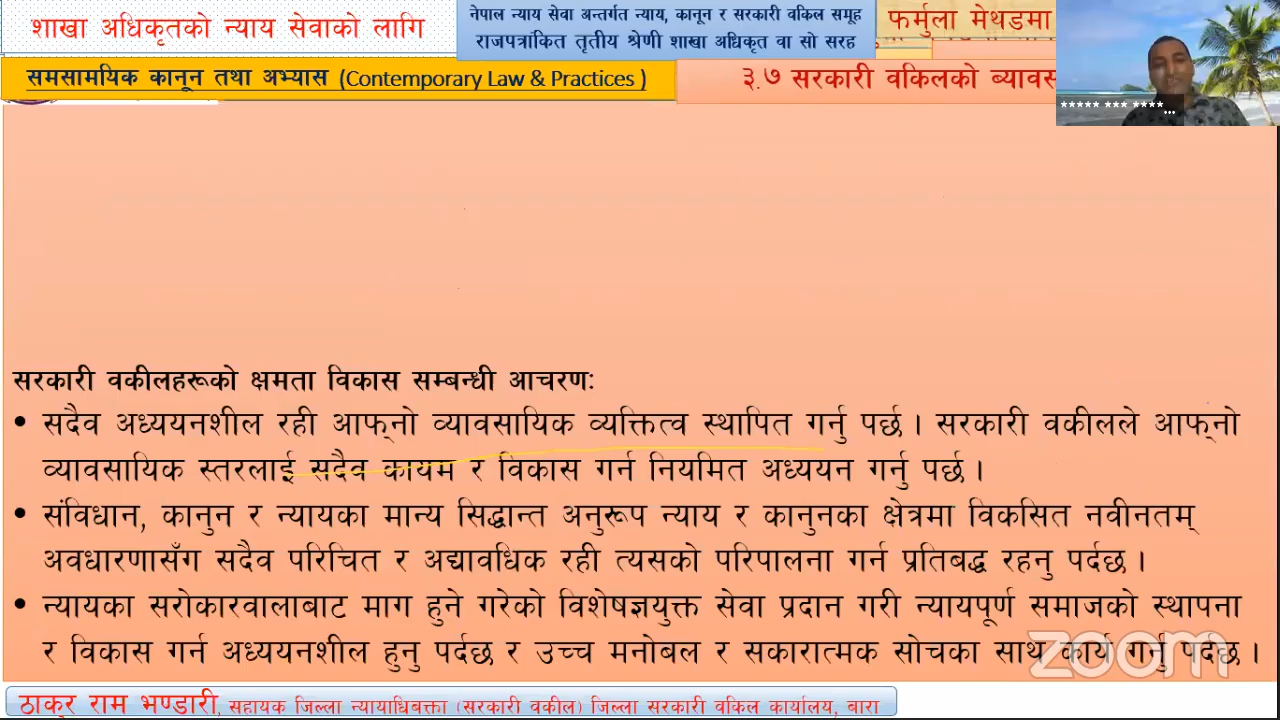 शाखा अधिकृतको न्याय सेवाको लागि
नेपाल न्याय सेवा अन्तर्गत न्याय, कानून र सरकारी वकिल समूह
राजपत्रांकित तृतीय श्रेणी शाखा अधिकृत वा सो सरह
फर्मुला मेथडमा
समसामयिक कानून तथा अभ्यास (Contemporary Law & Practices )
३.७ सरकारी वकिलको ब्यावस
***** *** ****...
सरकारी वकीलहरूको क्षमता विकास सम्बन्धी आचरण:
• सदैव अध्ययनशील रही आफ्नो व्यावसायिक व्यक्तित्व स्थापित गर्नु पर्छ । सरकारी वकीलले आफ्नो
व्यावसायिक स्तरलाई सदैव कायम र विकास गर्न नियमित अध्ययन गर्नु पर्छ ।
• संविधान, कानुन र न्यायका मान्य सिद्धान्त अनुरूप न्याय र कानुनका क्षेत्रमा विकसित नवीनतम्
अवधारणासँग सदैव परिचित र अद्यावधिक रही त्यसको परिपालना गर्न प्रतिबद्ध रहनु पर्दछ ।
• न्यायका सरोकारवालाबाट माग हुने गरेको विशेषज्ञयुक्त सेवा प्रदान गरी न्यायपूर्ण समाजको स्थापना
र विकास गर्न अध्ययनशील हुनु पर्दछ र उच्च मनोबल र सकारात्मक सोचका साथ कार्य गर्नु पर्दछ ।
zoom
ठाकुर राम भण्डारी, सहायक जिल्ला न्यायाधिबक्ता (सरकारी वकील) जिल्ला सरकारी वकिल कार्यालय, बारा